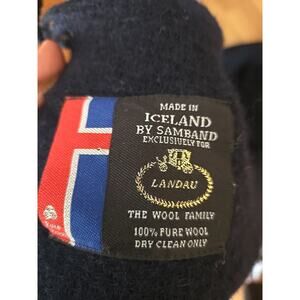 MADE IN
ICELAND
BY SAMBAND
EXCLUSIVELY FOR
LANDAU
THE WOOL FAMILY
100% PURE WOOL
DRY CLEAN ONLY